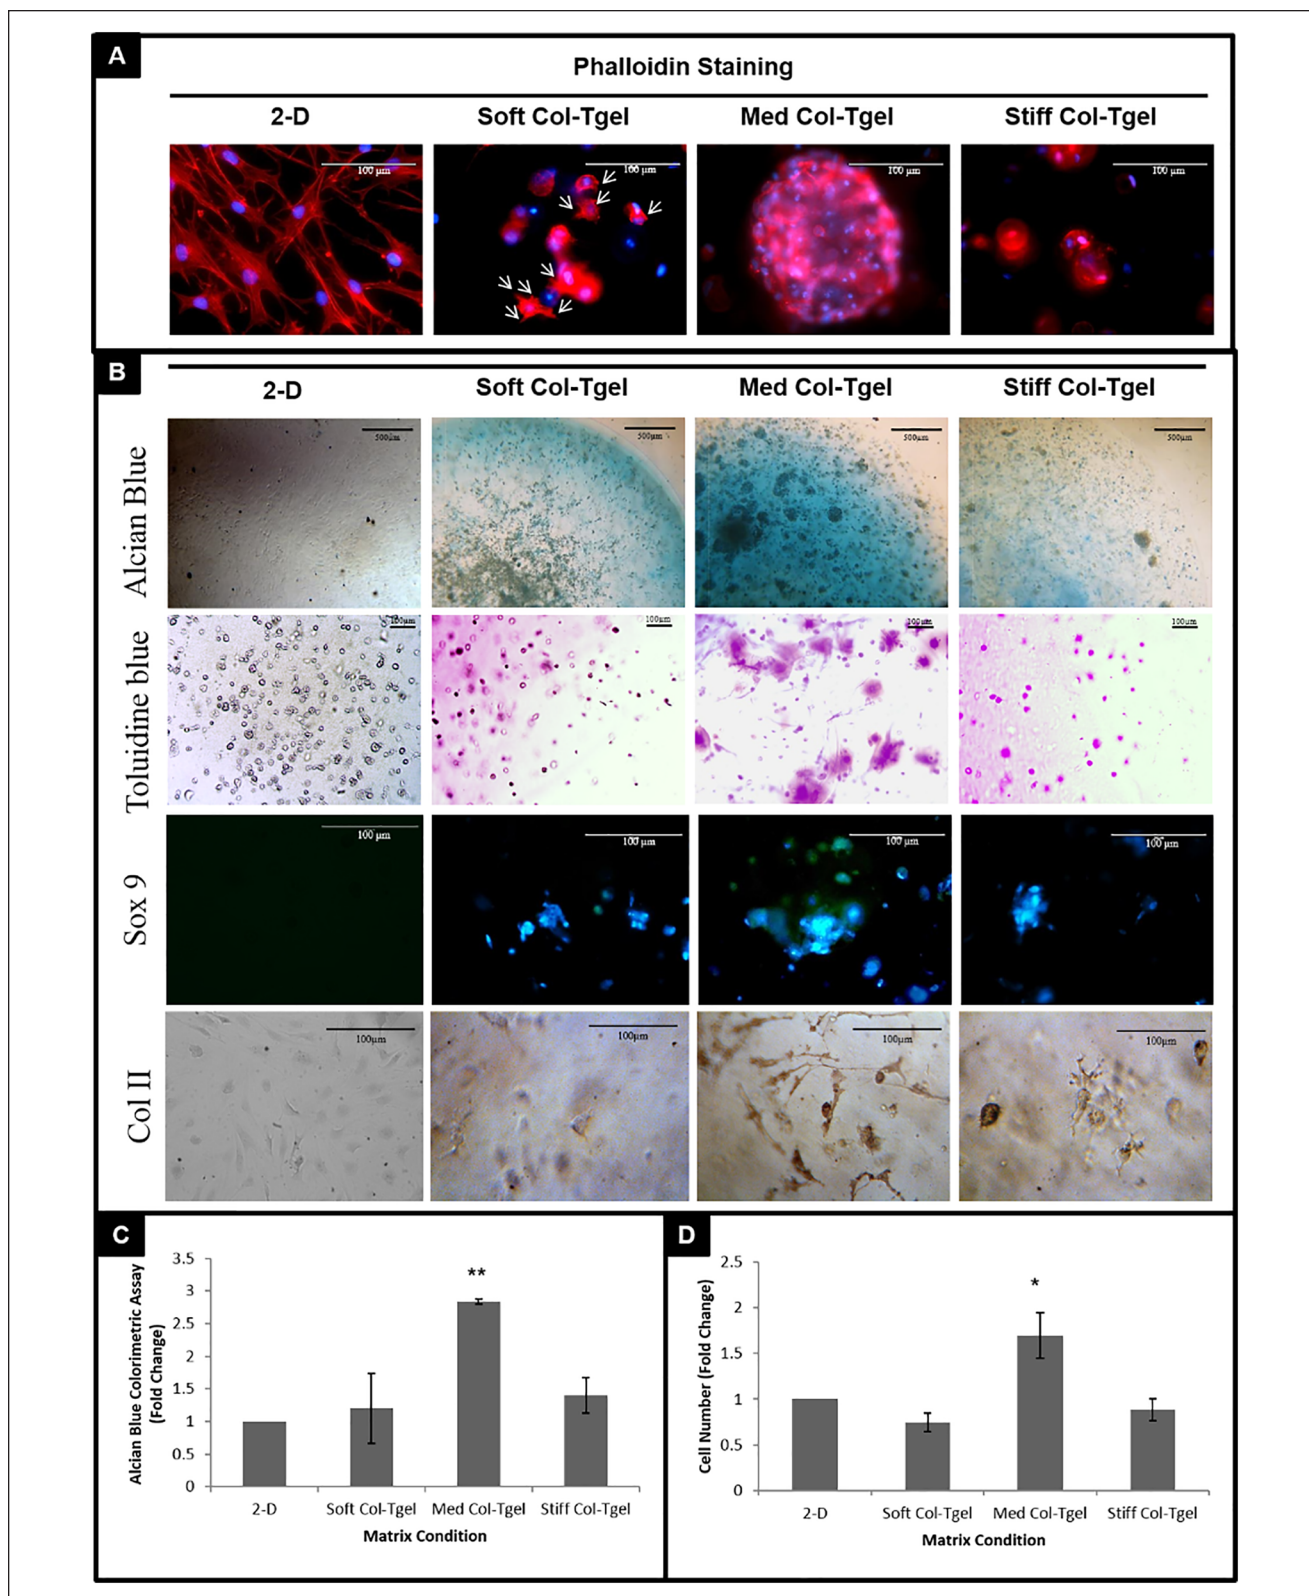 A
Phalloidin Staining
2-D Soft Col-Tgel Med Col-Tgel Stiff Col-Tgel
100 µm 100 µm 100 µm 100 µm
B
2-D Soft Col-Tgel Med Col-Tgel Stiff Col-Tgel
Alcian Blue
500µm 500µm 500µm 500µm
Toluidine blue
100µm 100µm 100µm 100µm
Sox 9
100 µm 100 µm 100 µm 100 µm
Col II
100µm 100µm 100µm 100µm
C
Alcian Blue Colorimetric Assay
(Fold Change)
3.5
3
2.5
2
1.5
1
0.5
0
**
2-D Soft Col-Tgel Med Col-Tgel Stiff Col-Tgel
Matrix Condition
D
Cell Number (Fold Change)
2.5
2
1.5
1
0.5
0
*
2-D Soft Col-Tgel Med Col-Tgel Stiff Col-Tgel
Matrix Condition